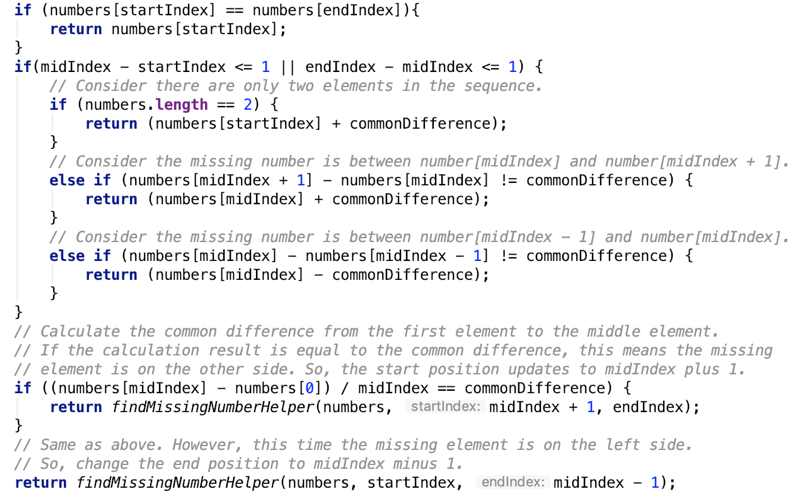 if (numbers[startIndex] == numbers[endIndex]){
    return numbers[startIndex];
}
if(midIndex - startIndex <= 1 || endIndex - midIndex <= 1) {
    // Consider there are only two elements in the sequence.
    if (numbers.length == 2) {
        return (numbers[startIndex] + commonDifference);
    }
    // Consider the missing number is between number[midIndex] and number[midIndex + 1].
    else if (numbers[midIndex + 1] - numbers[midIndex] != commonDifference) {
        return (numbers[midIndex] + commonDifference);
    }
    // Consider the missing number is between number[midIndex - 1] and number[midIndex].
    else if (numbers[midIndex] - numbers[midIndex - 1] != commonDifference) {
        return (numbers[midIndex] - commonDifference);
    }
}
// Calculate the common difference from the first element to the middle element.
// If the calculation result is equal to the common difference, this means the missing
// element is on the other side. So, the start position updates to midIndex plus 1.
if ((numbers[midIndex] - numbers[0]) / midIndex == commonDifference) {
    return findMissingNumberHelper(numbers, startIndex: midIndex + 1, endIndex);
}
// Same as above. However, this time the missing element is on the left side.
// So, change the end position to midIndex minus 1.
return findMissingNumberHelper(numbers, startIndex, endIndex: midIndex - 1);